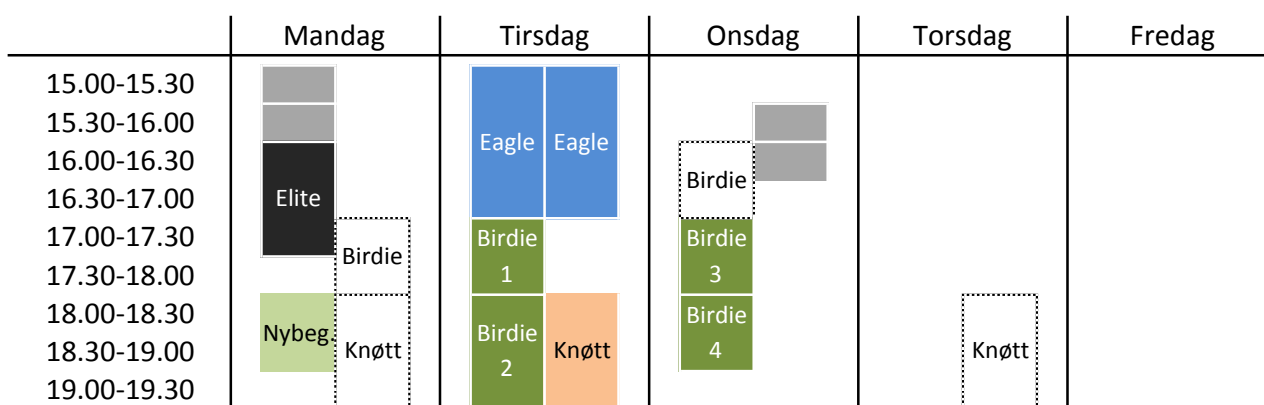 Mandag Tirsdag Onsdag Torsdag Fredag
15.00-15.30
15.30-16.00
Eagle Eagle
16.00-16.30
Birdie
16.30-17.00 Elite
17.00-17.30 Birdie Birdie
Birdie
17.30-18.00 1 3
18.00-18.30 Birdie
Nybeg. Birdie
18.30-19.00 Knøtt Knøtt 4 Knøtt
2
19.00-19.30